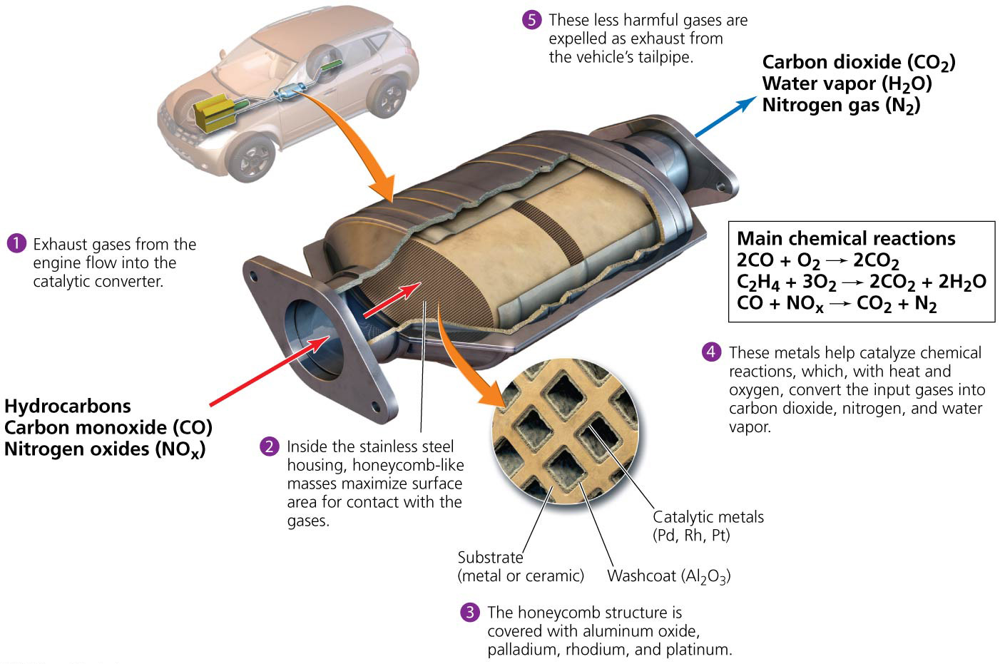 5 These less harmful gases are
expelled as exhaust from
the vehicle's tailpipe.
Carbon dioxide (CO₂)
Water vapor (H₂O)
Nitrogen gas (N₂)
1 Exhaust gases from the
engine flow into the
catalytic converter.
Main chemical reactions
2CO + O₂ → 2CO₂
C₂H₄ + 3O₂ → 2CO₂ + 2H₂O
CO + NOₓ → CO₂ + N₂
4 These metals help catalyze chemical
reactions, which, with heat and
oxygen, convert the input gases into
carbon dioxide, nitrogen, and water
vapor.
Hydrocarbons
Carbon monoxide (CO)
Nitrogen oxides (NOₓ)
2 Inside the stainless steel
housing, honeycomb-like
masses maximize surface
area for contact with the
gases.
Catalytic metals
(Pd, Rh, Pt)
Substrate
(metal or ceramic)
Washcoat (Al₂O₃)
3 The honeycomb structure is
covered with aluminum oxide,
palladium, rhodium, and platinum.